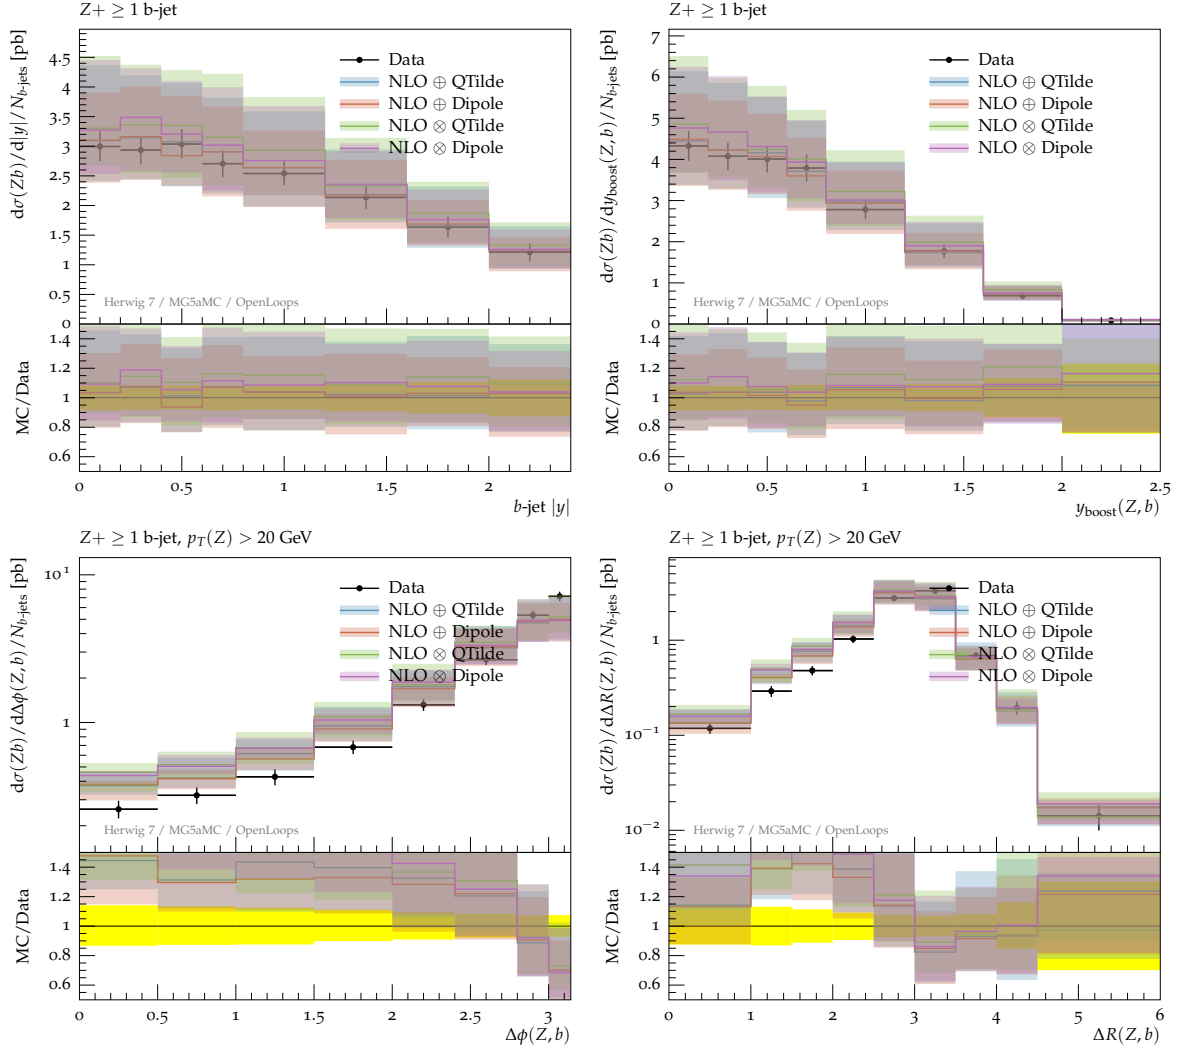 Z+ ≥ 1 b-jet
dσ(Zb)/d|y|/N_{b-jets} [pb]
4.5
4
3.5
3
2.5
2
1.5
1
0.5
0
Data
NLO ⊕ QTilde
NLO ⊕ Dipole
NLO ⊗ QTilde
NLO ⊗ Dipole
Herwig 7 / MG5aMC / OpenLoops
MC/Data
1.4
1.2
1
0.8
0.6
0 0.5 1 1.5 2
b-jet |y|
Z+ ≥ 1 b-jet
dσ(Zb)/dy_{boost}(Z, b)/N_{b-jets} [pb]
7
6
5
4
3
2
1
0
Data
NLO ⊕ QTilde
NLO ⊕ Dipole
NLO ⊗ QTilde
NLO ⊗ Dipole
Herwig 7 / MG5aMC / OpenLoops
MC/Data
1.4
1.2
1
0.8
0.6
0 0.5 1 1.5 2 2.5
y_{boost}(Z, b)
Z+ ≥ 1 b-jet, p_T(Z) > 20 GeV
dσ(Zb)/dΔϕ(Z, b)/N_{b-jets} [pb]
10^1
1
Data
NLO ⊕ QTilde
NLO ⊕ Dipole
NLO ⊗ QTilde
NLO ⊗ Dipole
Herwig 7 / MG5aMC / OpenLoops
MC/Data
1.4
1.2
1
0.8
0.6
0 0.5 1 1.5 2 2.5 3
Δϕ(Z, b)
Z+ ≥ 1 b-jet, p_T(Z) > 20 GeV
dσ(Zb)/dΔR(Z, b)/N_{b-jets} [pb]
1
10^{−1}
10^{−2}
Data
NLO ⊕ QTilde
NLO ⊕ Dipole
NLO ⊗ QTilde
NLO ⊗ Dipole
Herwig 7 / MG5aMC / OpenLoops
MC/Data
1.4
1.2
1
0.8
0.6
0 1 2 3 4 5 6
ΔR(Z, b)